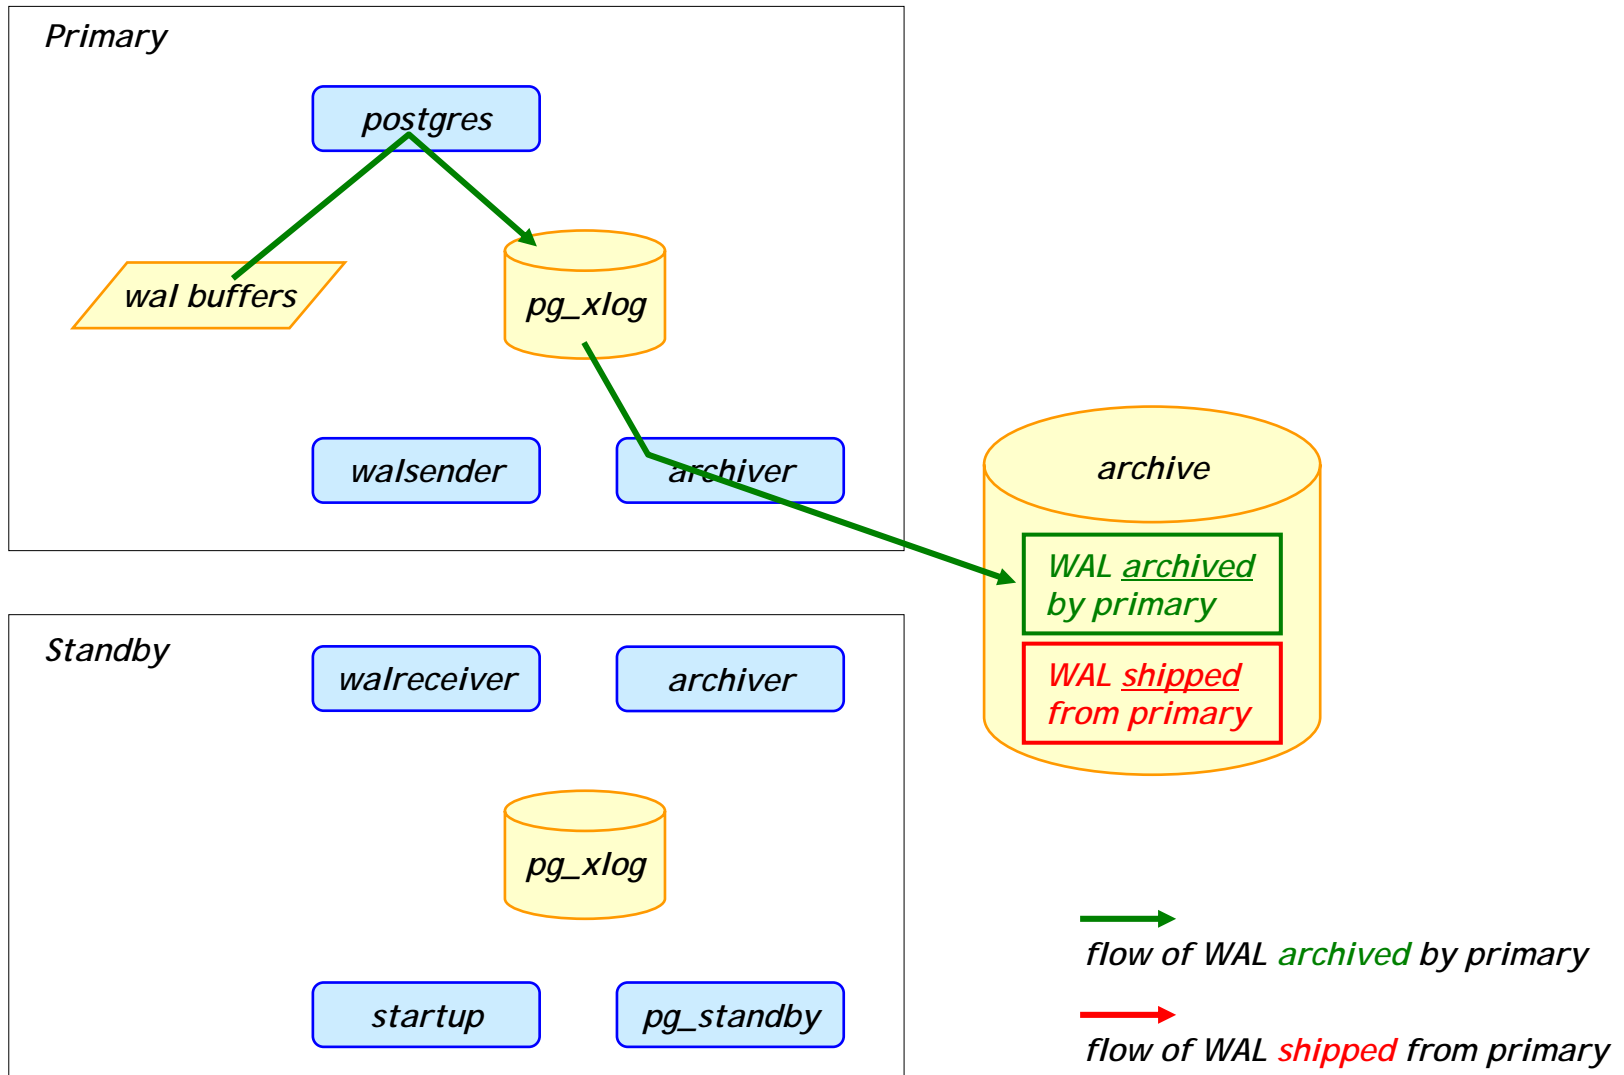 Primary
postgres
wal buffers
pg_xlog
walsender
archiver
archive
WAL archived
by primary
WAL shipped
from primary
Standby
walreceiver
archiver
pg_xlog
startup
pg_standby
flow of WAL archived by primary
flow of WAL shipped from primary